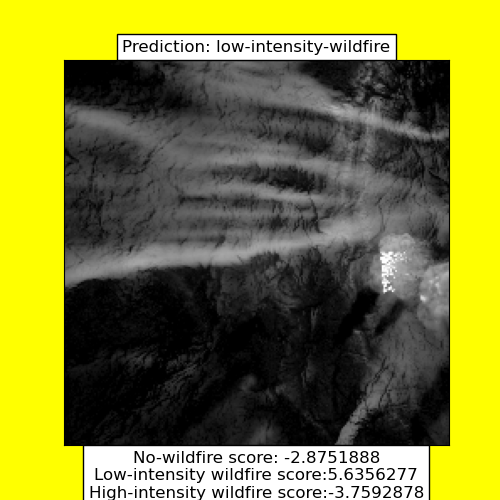 Prediction: low-intensity-wildfire
No-wildfire score: -2.8751888
Low-intensity wildfire score:5.6356277
High-intensity wildfire score:-3.7592878